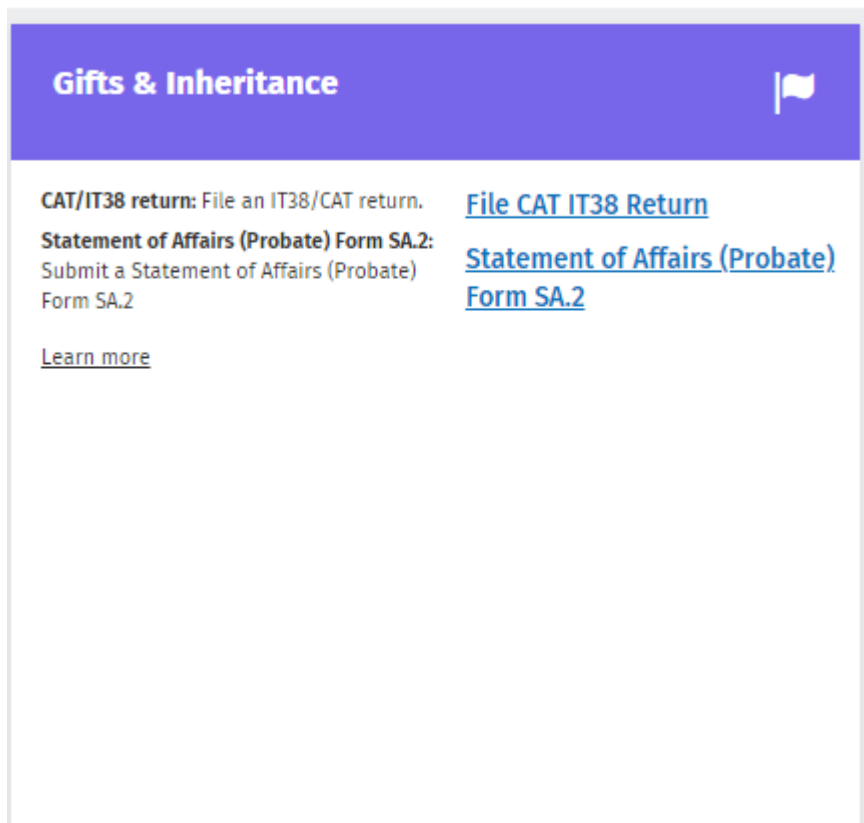 Gifts & Inheritance
CAT/IT38 return: File an IT38/CAT return.
Statement of Affairs (Probate) Form SA.2:
Submit a Statement of Affairs (Probate)
Form SA.2
Learn more
File CAT IT38 Return
Statement of Affairs (Probate)
Form SA.2